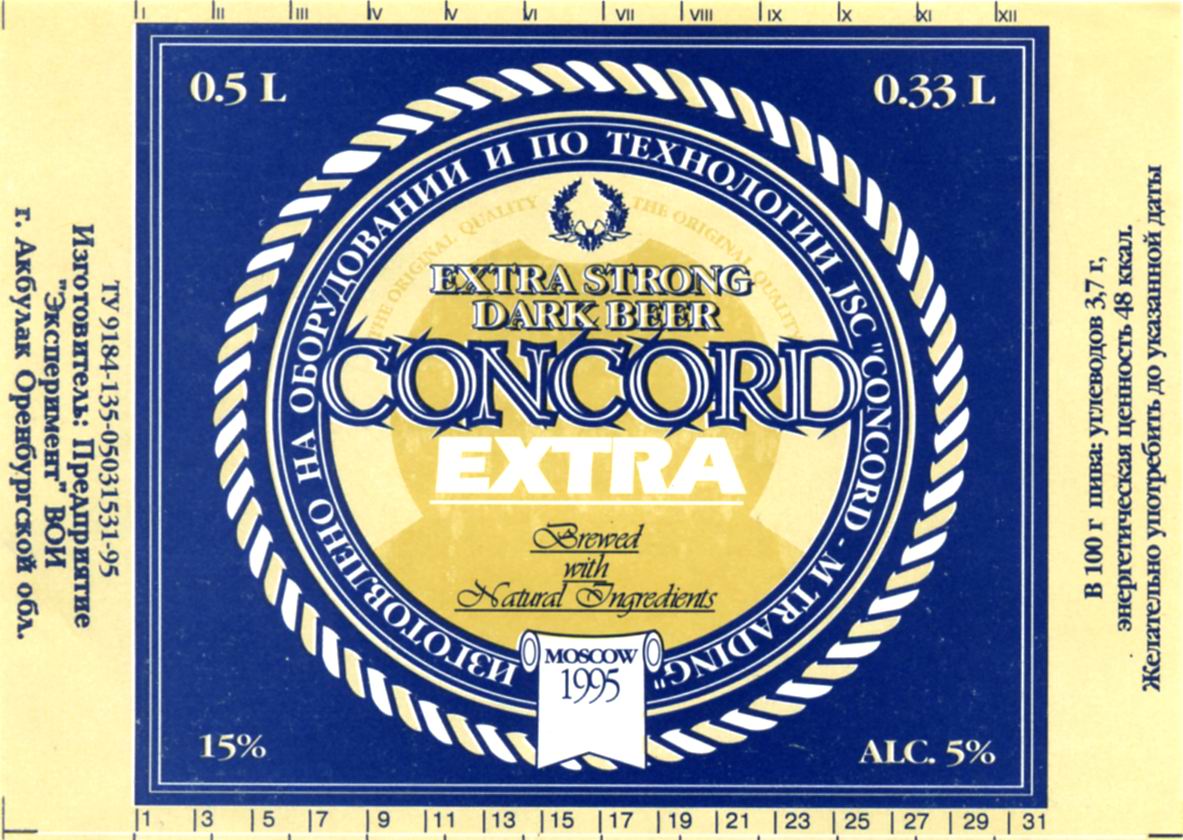 I II III IV V VI VII VIII IX X XI XII
0.5 L
0.33 L
ИЗГОТОВЛЕНО НА ОБОРУДОВАНИИ И ПО ТЕХНОЛОГИИ JSC "CONCORD - M TRADING"
THE ORIGINAL QUALITY THE ORIGINAL QUALITY
EXTRA STRONG
DARK BEER
CONCORD
EXTRA
Brewed
with
Natural Ingredients
MOSCOW
1995
15%
ALC. 5%
1 3 5 7 9 11 13 15 17 19 21 23 25 27 29 31
ТУ 9184-135-05031531-95
Изготовитель: Предприятие
"Эксперимент" ВОИ
г. Акбулак Оренбургской обл.
В 100 г пива: углеводов 3,7 г,
энергетическая ценность 48 ккал.
Желательно употребить до указанной даты